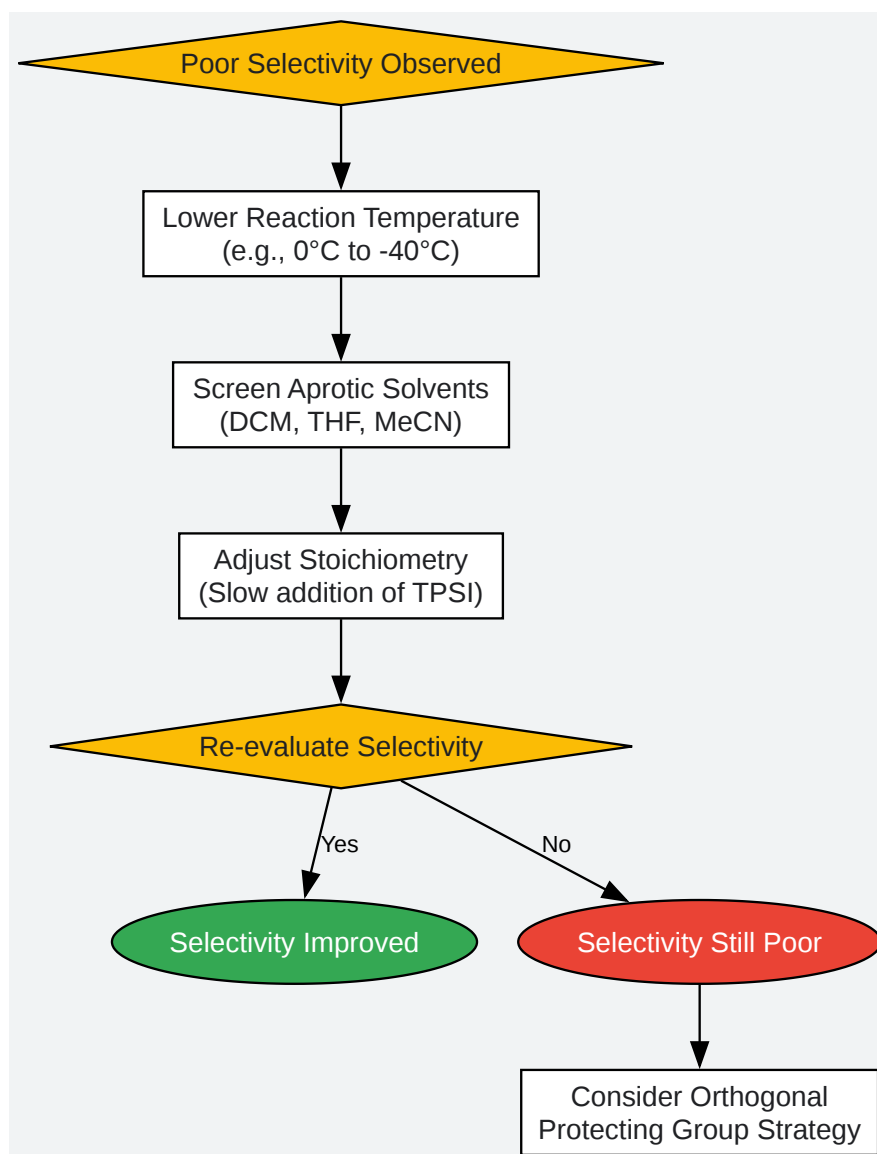 Poor Selectivity Observed
Lower Reaction Temperature
(e.g., 0°C to -40°C)
Screen Aprotic Solvents
(DCM, THF, MeCN)
Adjust Stoichiometry
(Slow addition of TPSI)
Re-evaluate Selectivity
Yes
No
Selectivity Improved
Selectivity Still Poor
Consider Orthogonal
Protecting Group Strategy